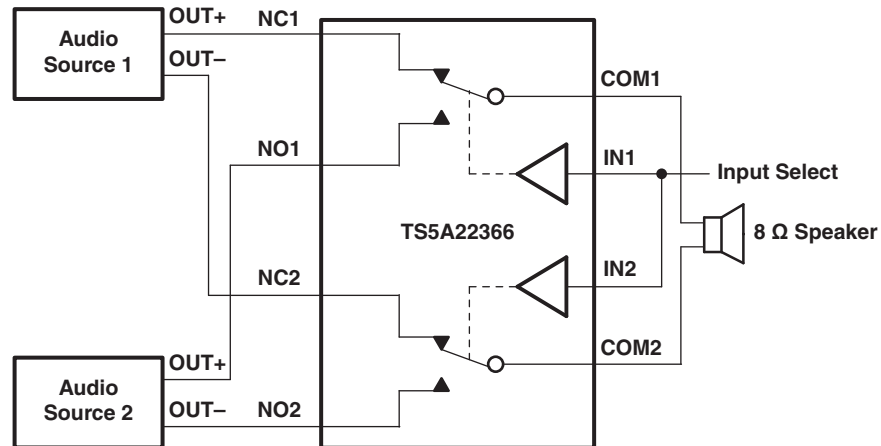 OUT+
NC1
Audio
Source 1
OUT–
COM1
NO1
IN1
Input Select
TS5A22366
8 Ω Speaker
NC2
IN2
COM2
OUT+
Audio
Source 2
OUT–
NO2